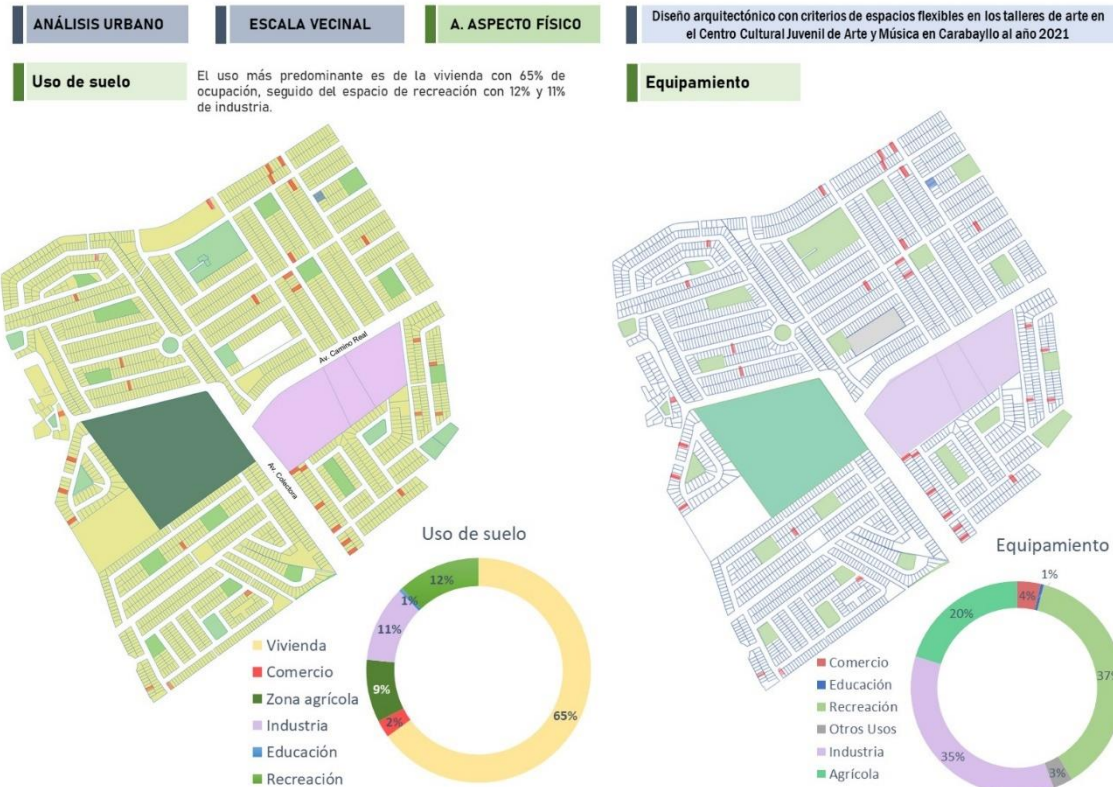 ANÁLISIS URBANO
ESCALA VECINAL
A. ASPECTO FÍSICO
Diseño arquitectónico con criterios de espacios flexibles en los talleres de arte en
el Centro Cultural Juvenil de Arte y Música en Carabayllo al año 2021
Uso de suelo
El uso más predominante es de la vivienda con 65% de
ocupación, seguido del espacio de recreación con 12% y 11%
de industria.
Equipamiento
Av. Camino Real
Av. Colectora
Uso de suelo
12%
1%
11%
9%
2%
65%
Vivienda
Comercio
Zona agrícola
Industria
Educación
Recreación
Equipamiento
1%
4%
20%
37%
35%
3%
Comercio
Educación
Recreación
Otros Usos
Industria
Agrícola